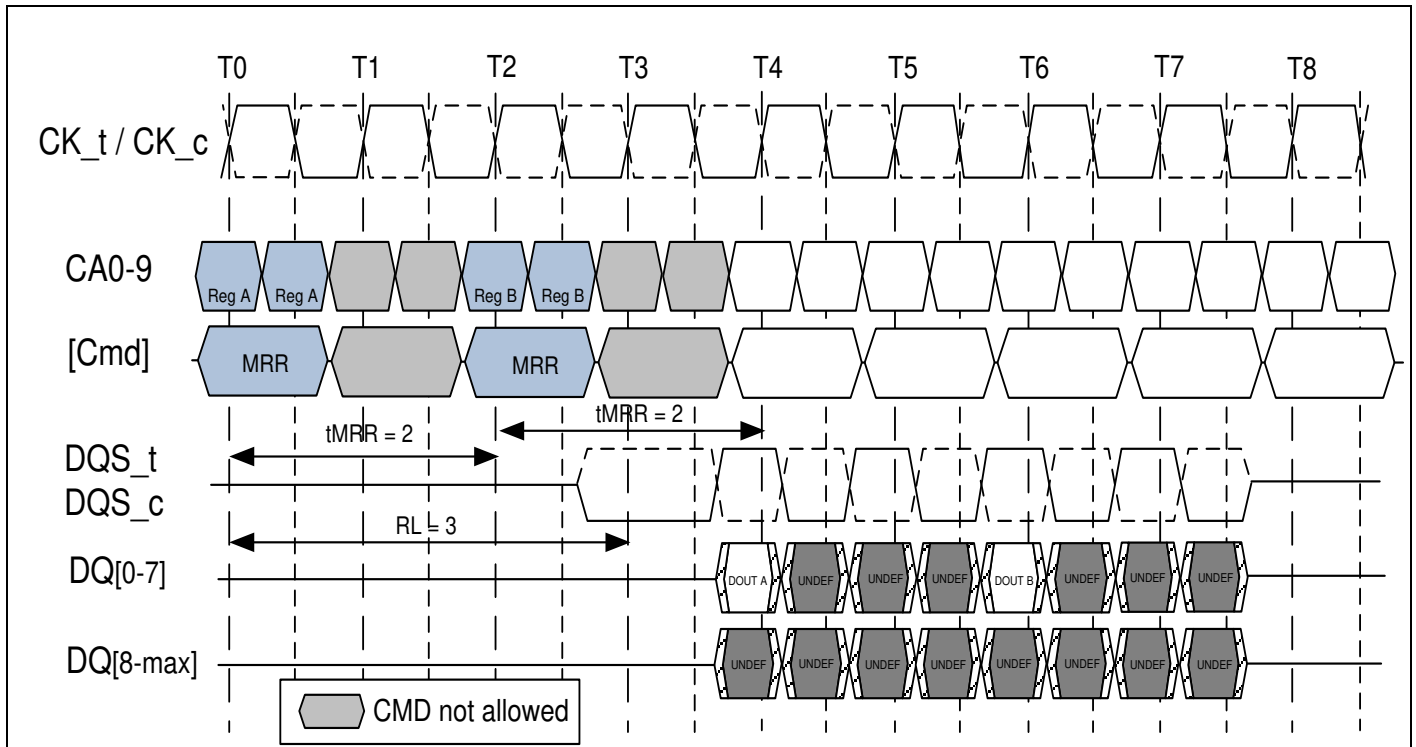 T0 T1 T2 T3 T4 T5 T6 T7 T8
CK_t / CK_c
CA0-9
Reg A Reg A Reg B Reg B
[Cmd]
MRR MRR
tMRR = 2
tMRR = 2
DQS_t
DQS_c
RL = 3
DQ[0-7]
DOUT A UNDEF UNDEF UNDEF DOUT B UNDEF UNDEF UNDEF
DQ[8-max]
UNDEF UNDEF UNDEF UNDEF UNDEF UNDEF UNDEF UNDEF
CMD not allowed